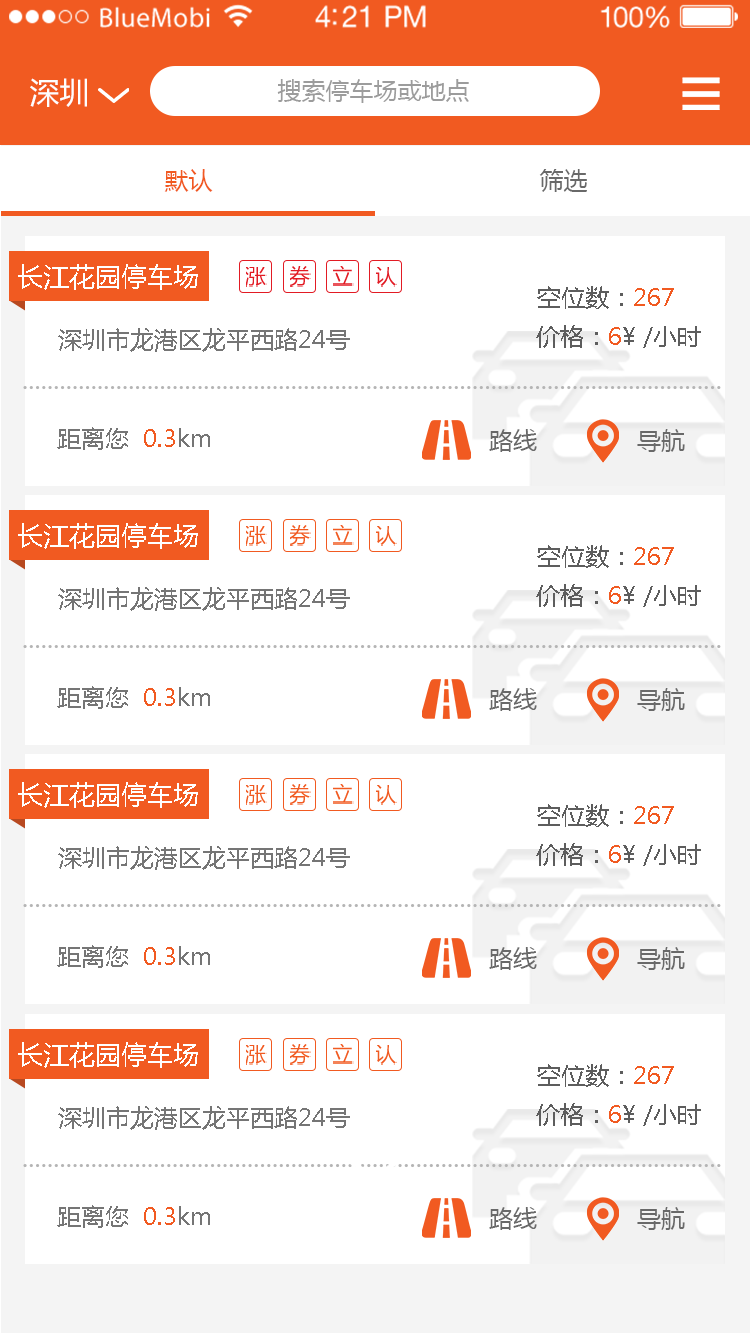 BlueMobi 4:21 PM 100%
深圳 搜索停车场或地点
默认 筛选
长江花园停车场 涨 券 立 认
空位数：267
深圳市龙港区龙平西路24号
价格：6¥ /小时
距离您 0.3km 路线 导航
长江花园停车场 涨 券 立 认
空位数：267
深圳市龙港区龙平西路24号
价格：6¥ /小时
距离您 0.3km 路线 导航
长江花园停车场 涨 券 立 认
空位数：267
深圳市龙港区龙平西路24号
价格：6¥ /小时
距离您 0.3km 路线 导航
长江花园停车场 涨 券 立 认
空位数：267
深圳市龙港区龙平西路24号
价格：6¥ /小时
距离您 0.3km 路线 导航